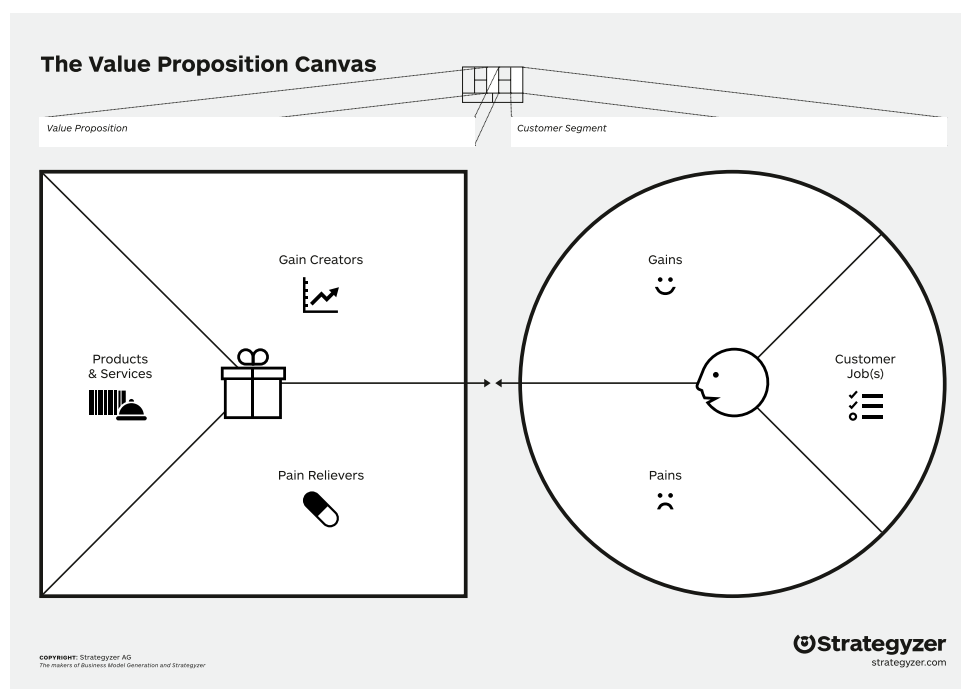 The Value Proposition Canvas
Value Proposition
Customer Segment
Gain Creators
Gains
Products
& Services
Customer
Job(s)
Pain Relievers
Pains
COPYRIGHT: Strategyzer AG
The makers of Business Model Generation and Strategyzer
Strategyzer
strategyzer.com